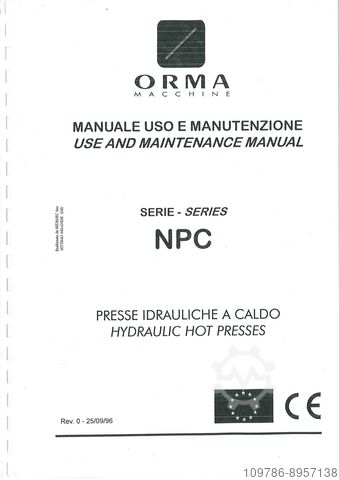 ORMA
MACCHINE
MANUALE USO E MANUTENZIONE
USE AND MAINTENANCE MANUAL
SERIE - SERIES
NPC
PRESSE IDRAULICHE A CALDO
HYDRAULIC HOT PRESSES
CE
Rev. 0 - 25/09/96
109786-8957138